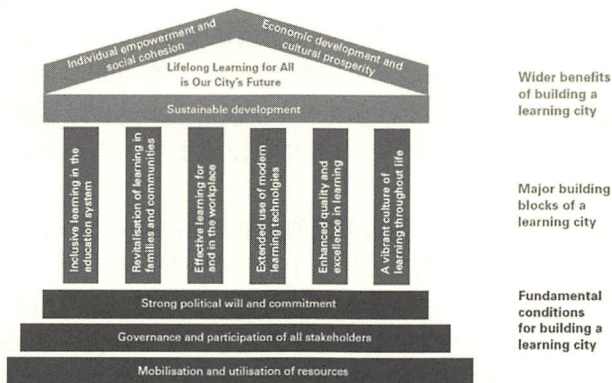 Individual empowerment and
social cohesion
Economic development and
cultural prosperity
Lifelong Learning for All
is Our City's Future
Sustainable development
Wider benefits
of building a
learning city
Inclusive learning in the
education system
Revitalisation of learning in
families and communities
Effective learning for
and in the workplace
Extended use of modern
learning technolgies
Enhanced quality and
excellence in learning
A vibrant culture of
learning throughout life
Major building
blocks of a
learning city
Strong political will and commitment
Governance and participation of all stakeholders
Mobilisation and utilisation of resources
Fundamental
conditions
for building a
learning city